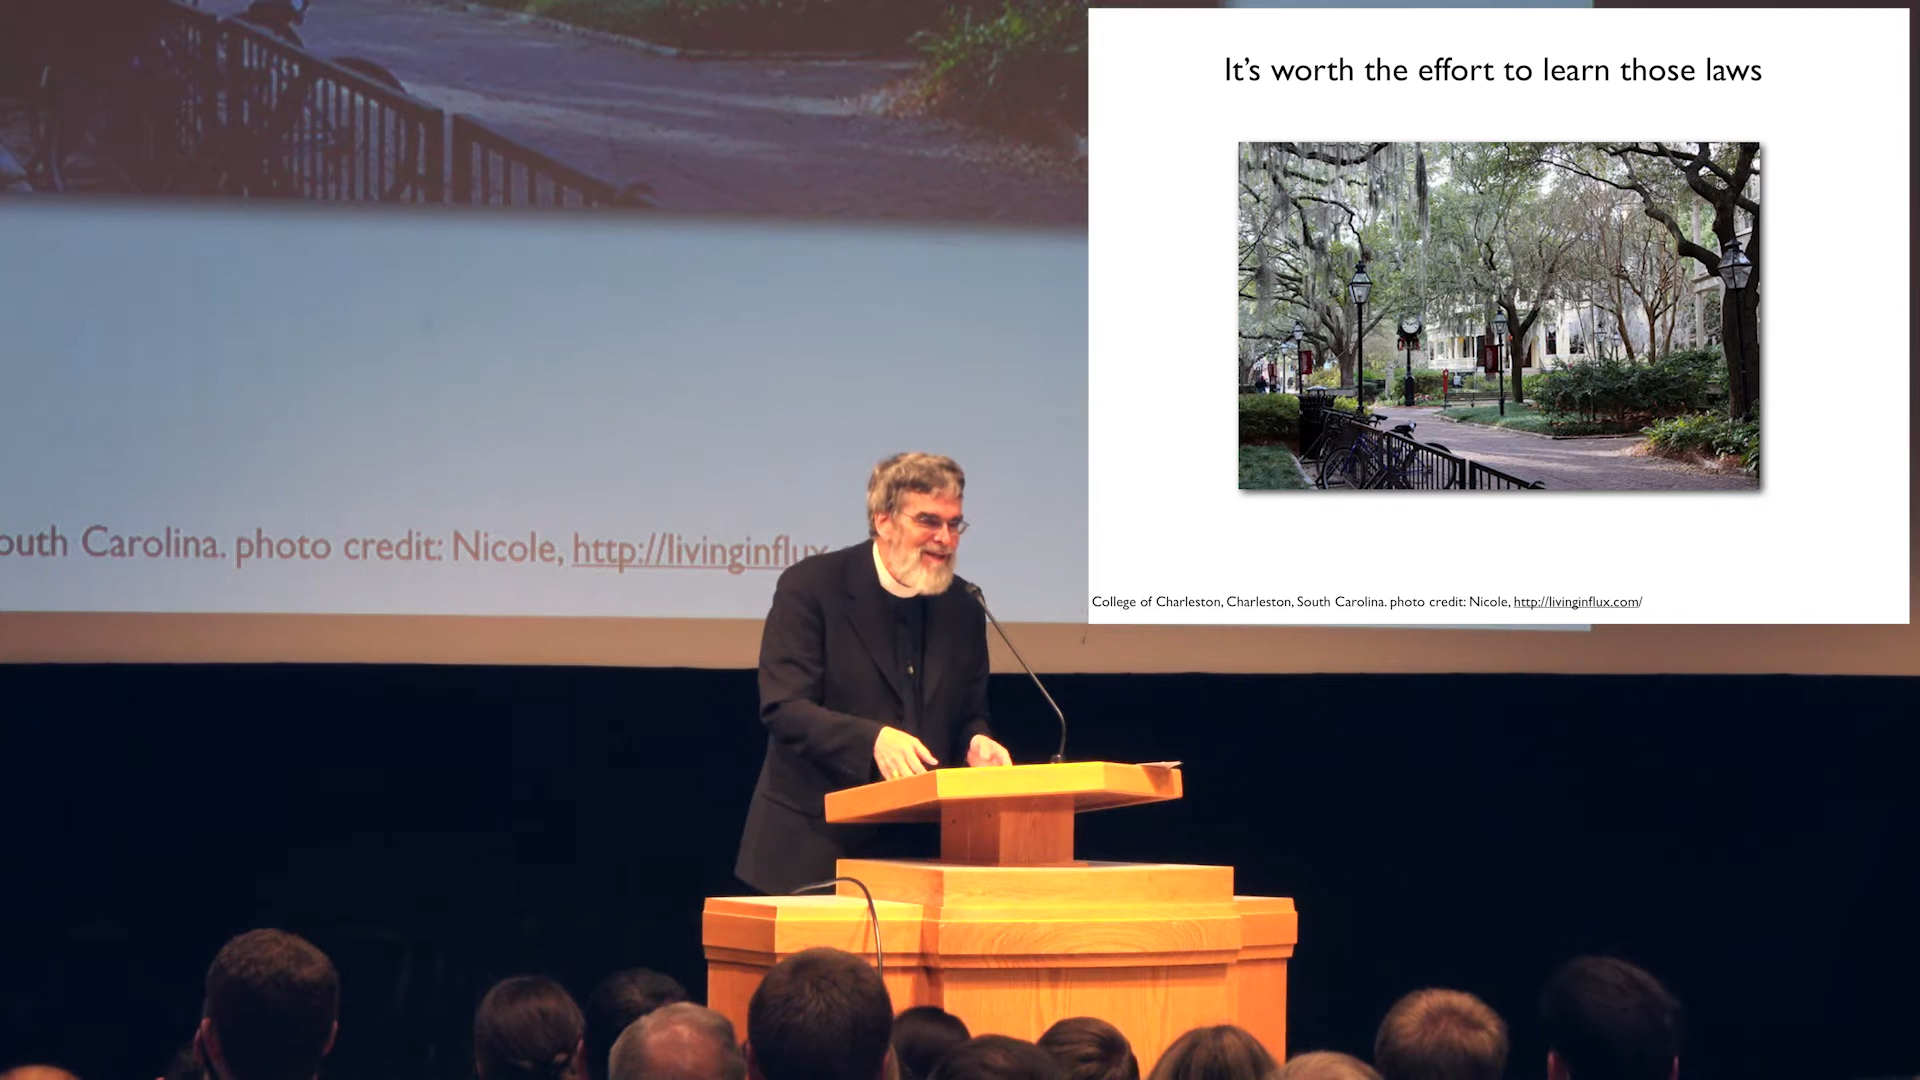 It's worth the effort to learn those laws
College of Charleston, Charleston, South Carolina. photo credit: Nicole, http://livinginflux.com/
outh Carolina. photo credit: Nicole, http://livinginflux